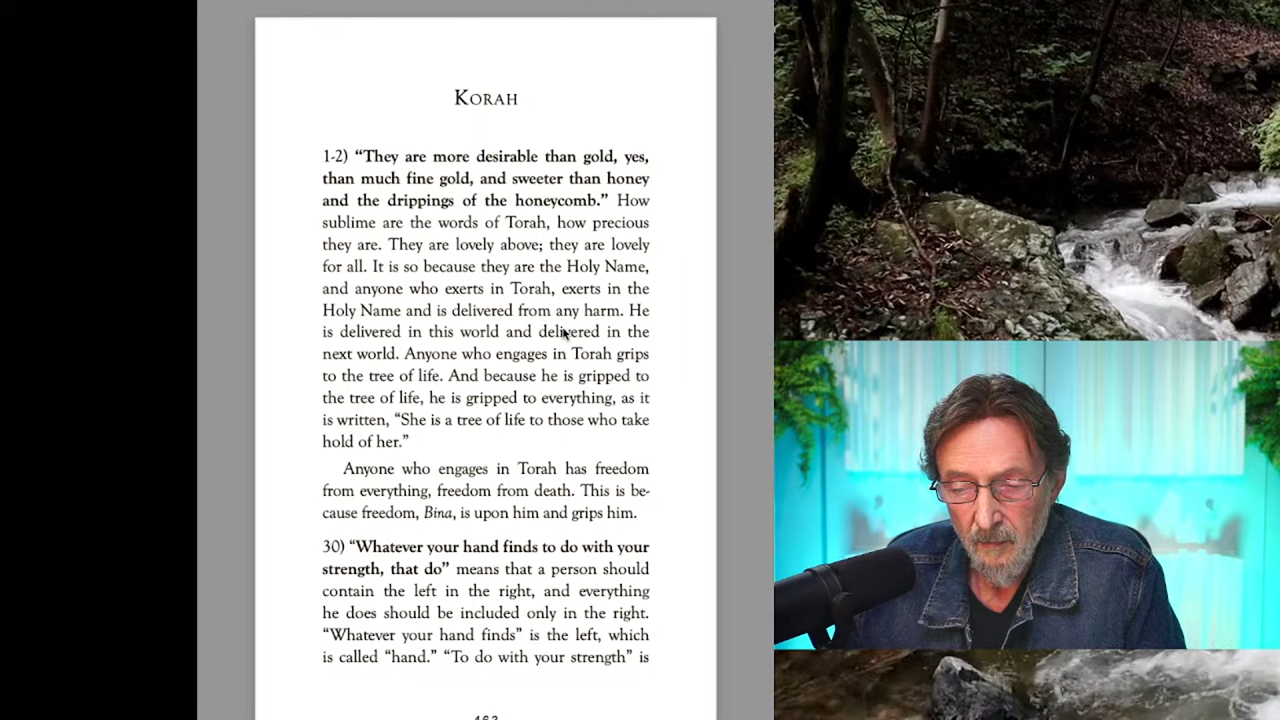 KORAH
1-2) “They are more desirable than gold, yes,
than much fine gold, and sweeter than honey
and the drippings of the honeycomb.” How
sublime are the words of Torah, how precious
they are. They are lovely above; they are lovely
for all. It is so because they are the Holy Name,
and anyone who exerts in Torah, exerts in the
Holy Name and is delivered from any harm. He
is delivered in this world and delivered in the
next world. Anyone who engages in Torah grips
to the tree of life. And because he is gripped to
the tree of life, he is gripped to everything, as it
is written, “She is a tree of life to those who take
hold of her.”
Anyone who engages in Torah has freedom
from everything, freedom from death. This is be-
cause freedom, Bina, is upon him and grips him.
30) “Whatever your hand finds to do with your
strength, that do” means that a person should
contain the left in the right, and everything
he does should be included only in the right.
“Whatever your hand finds” is the left, which
is called “hand.” “To do with your strength” is
463